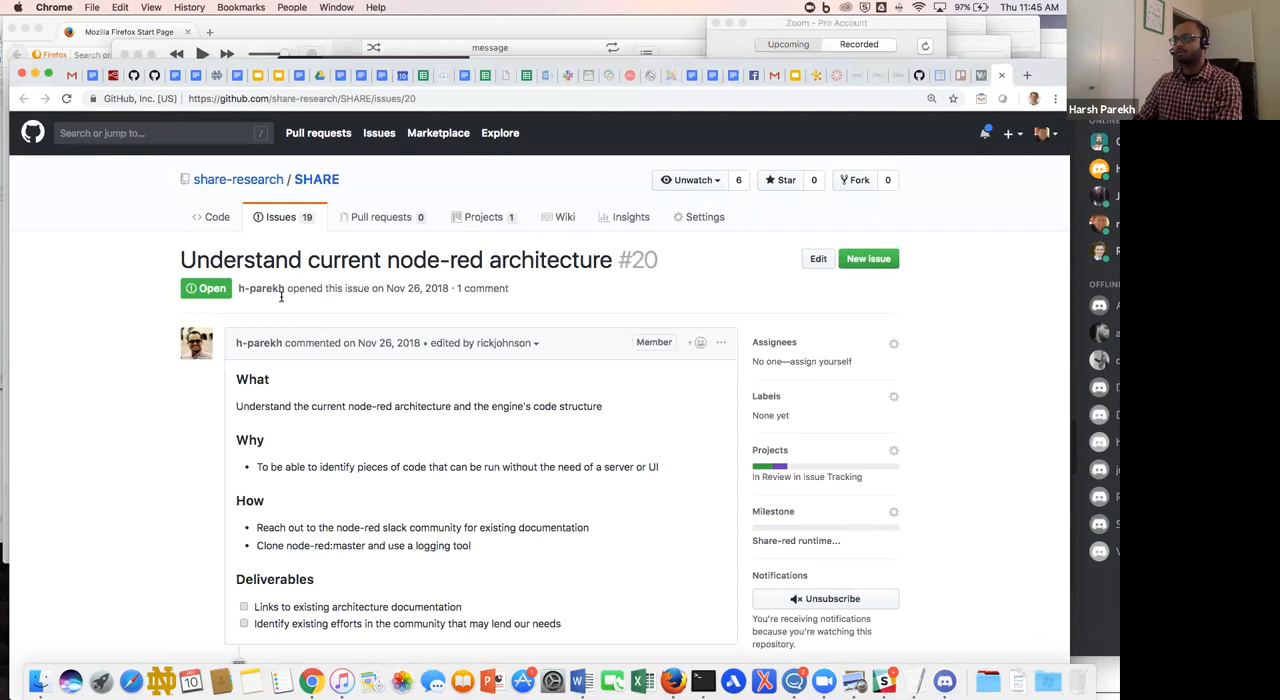 Chrome File Edit View History Bookmarks People Window Help
97% Thu 11:45 AM
Mozilla Firefox Start Page
Zoom - Pro Account
Firefox Search or
message
Upcoming Recorded
GitHub, Inc. [US] https://github.com/share-research/SHARE/issues/20
Harsh Parekh
Search or jump to... /
Pull requests Issues Marketplace Explore
share-research / SHARE
Unwatch 6 Star 0 Fork 0
Code Issues 19 Pull requests 0 Projects 1 Wiki Insights Settings
Understand current node-red architecture #20
Edit New issue
Open h-parekh opened this issue on Nov 26, 2018 · 1 comment
h-parekh commented on Nov 26, 2018 • edited by rickjohnson
Member
What
Understand the current node-red architecture and the engine's code structure
Why
• To be able to identify pieces of code that can be run without the need of a server or UI
How
• Reach out to the node-red slack community for existing documentation
• Clone node-red:master and use a logging tool
Deliverables
Links to existing architecture documentation
Identify existing efforts in the community that may lend our needs
Assignees
No one—assign yourself
Labels
None yet
Projects
In Review in Issue Tracking
Milestone
Share-red runtime...
Notifications
Unsubscribe
You're receiving notifications
because you're watching this
repository.
ONLINE
OFFLIN